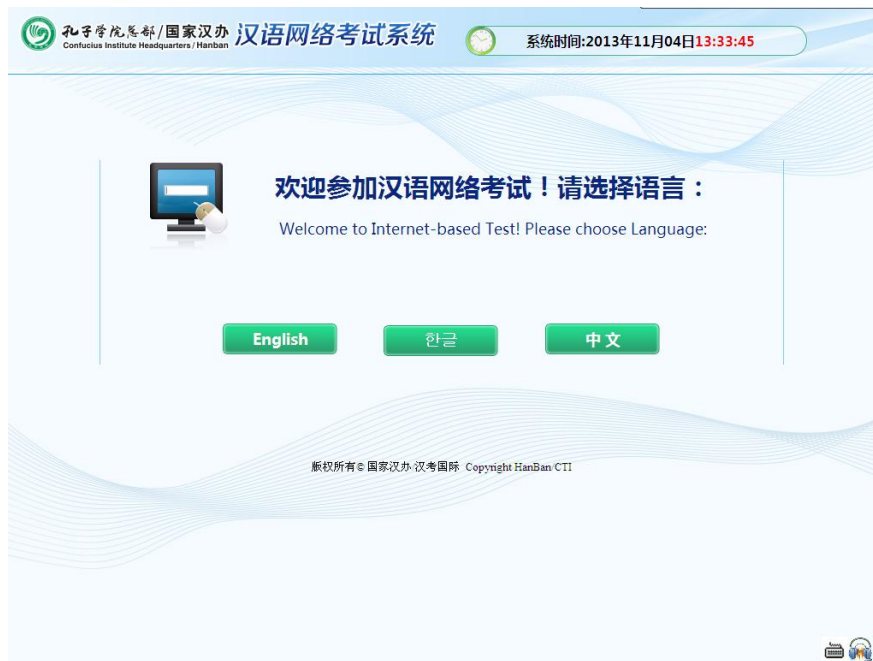 孔子学院总部/国家汉办
Confucius Institute Headquarters / Hanban
汉语网络考试系统
系统时间:2013年11月04日13:33:45
欢迎参加汉语网络考试！请选择语言：
Welcome to Internet-based Test! Please choose Language:
English
한글
中文
版权所有© 国家汉办 汉考国际 Copyright HanBan/CTI